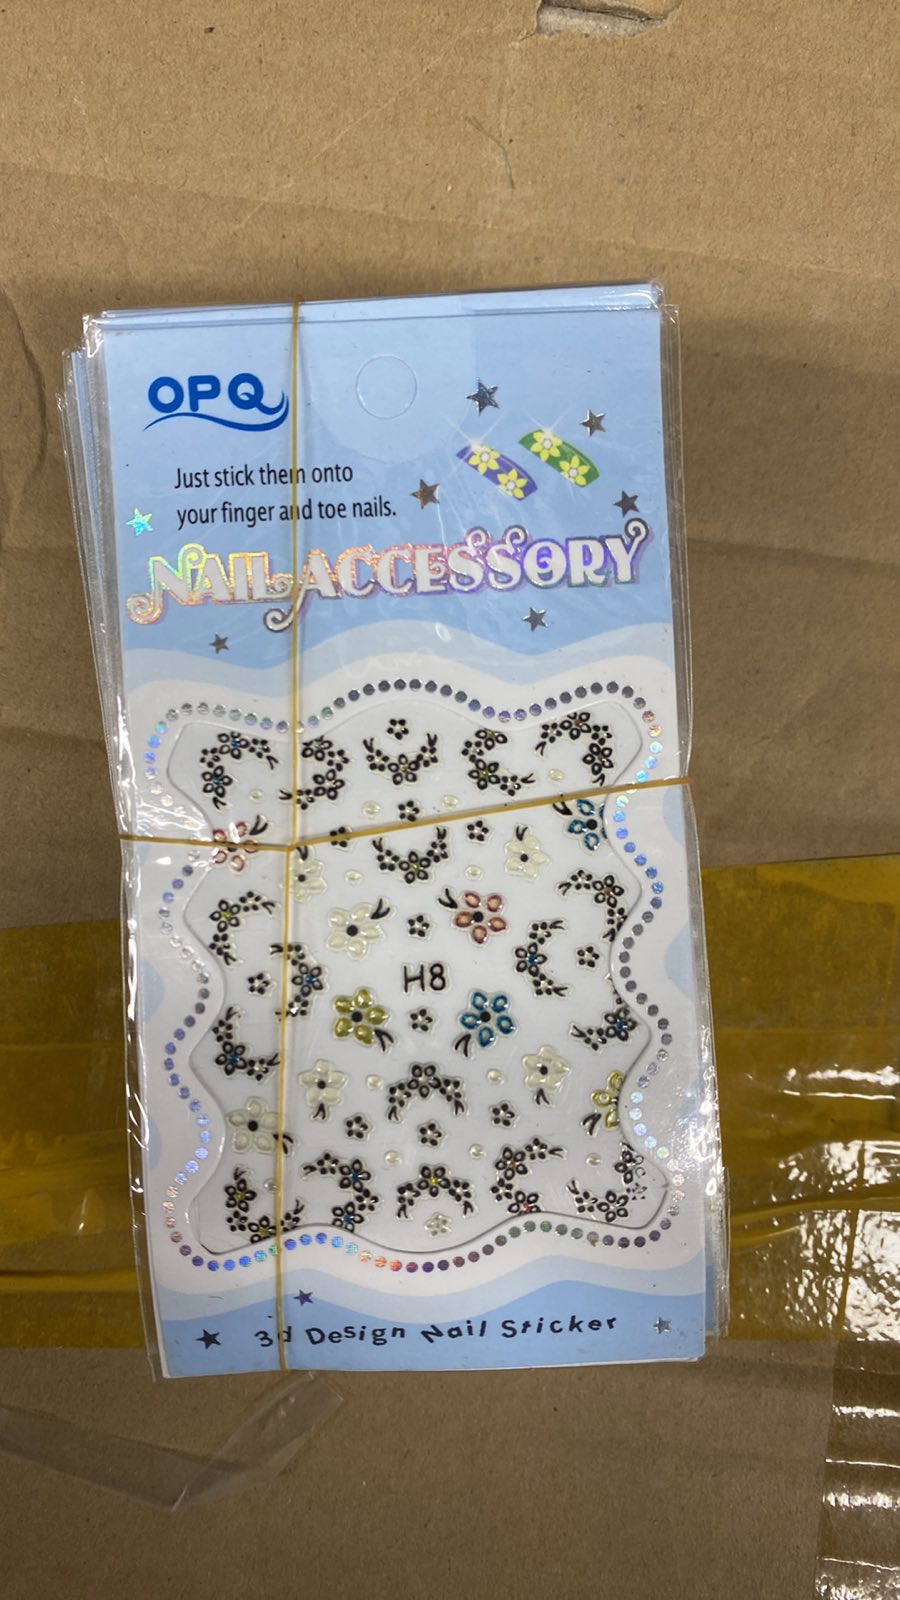 OPQ
Just stick them onto
your finger and toe nails.
NAIL ACCESSORY
H8
3d Design Nail Sticker